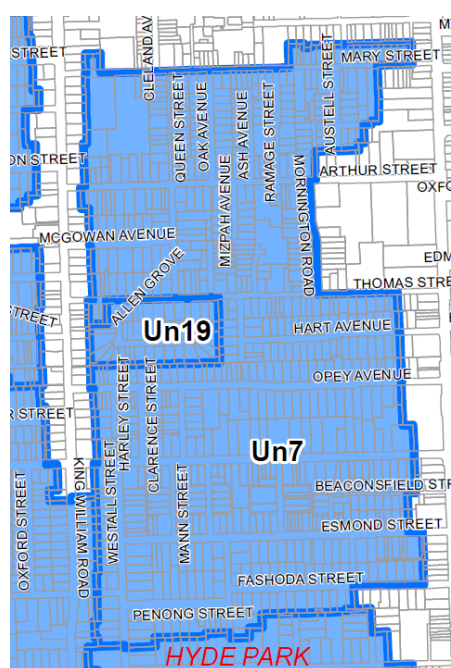 M
STREET
CLELAND AV
MARY STREET
AUSTELL STREET
QUEEN STREET
OAK AVENUE
ASH AVENUE
RAMAGE STREET
ON STREET
ARTHUR STREET
OXFO
MIZPAH AVENUE
MORNINGTON ROAD
MCGOWAN AVENUE
EDM
ALLEN GROVE
THOMAS STRE
STREET
Un19
HART AVENUE
OPEY AVENUE
HARLEY STREET
CLARENCE STREET
R STREET
Un7
KING WILLIAM ROAD
WESTALL STREET
OXFORD STREET
MANN STREET
BEACONSFIELD STR
ESMOND STREET
FASHODA STREET
PENONG STREET
HYDE PARK